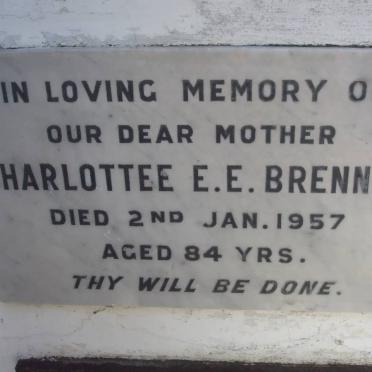 IN LOVING MEMORY O
OUR DEAR MOTHER
HARLOTTEE E.E. BRENN
DIED 2ND JAN. 1957
AGED 84 YRS.
THY WILL BE DONE.